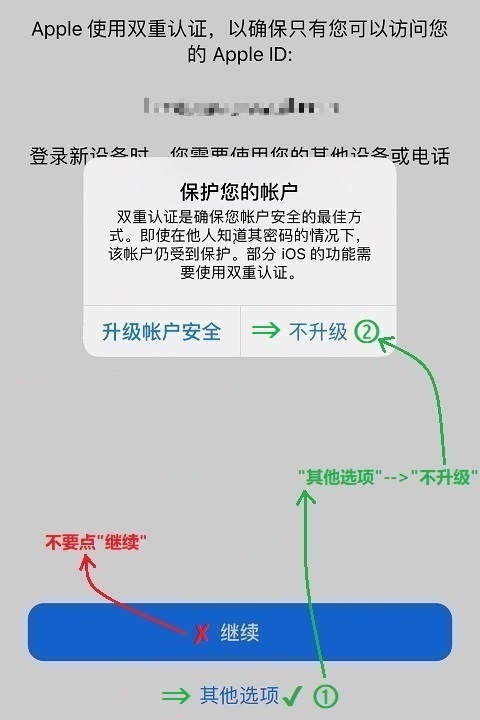 Apple 使用双重认证，以确保只有您可以访问您
的 Apple ID:
登录新设备时，您需要使用您的其他设备或电话
保护您的帐户
双重认证是确保您帐户安全的最佳方
式。即使在他人知道其密码的情况下，
该帐户仍受到保护。部分 iOS 的功能需
要使用双重认证。
升级帐户安全
⇒ 不升级 ②
"其他选项"-->"不升级"
不要点"继续"
✗ 继续
⇒ 其他选项 ✓ ①